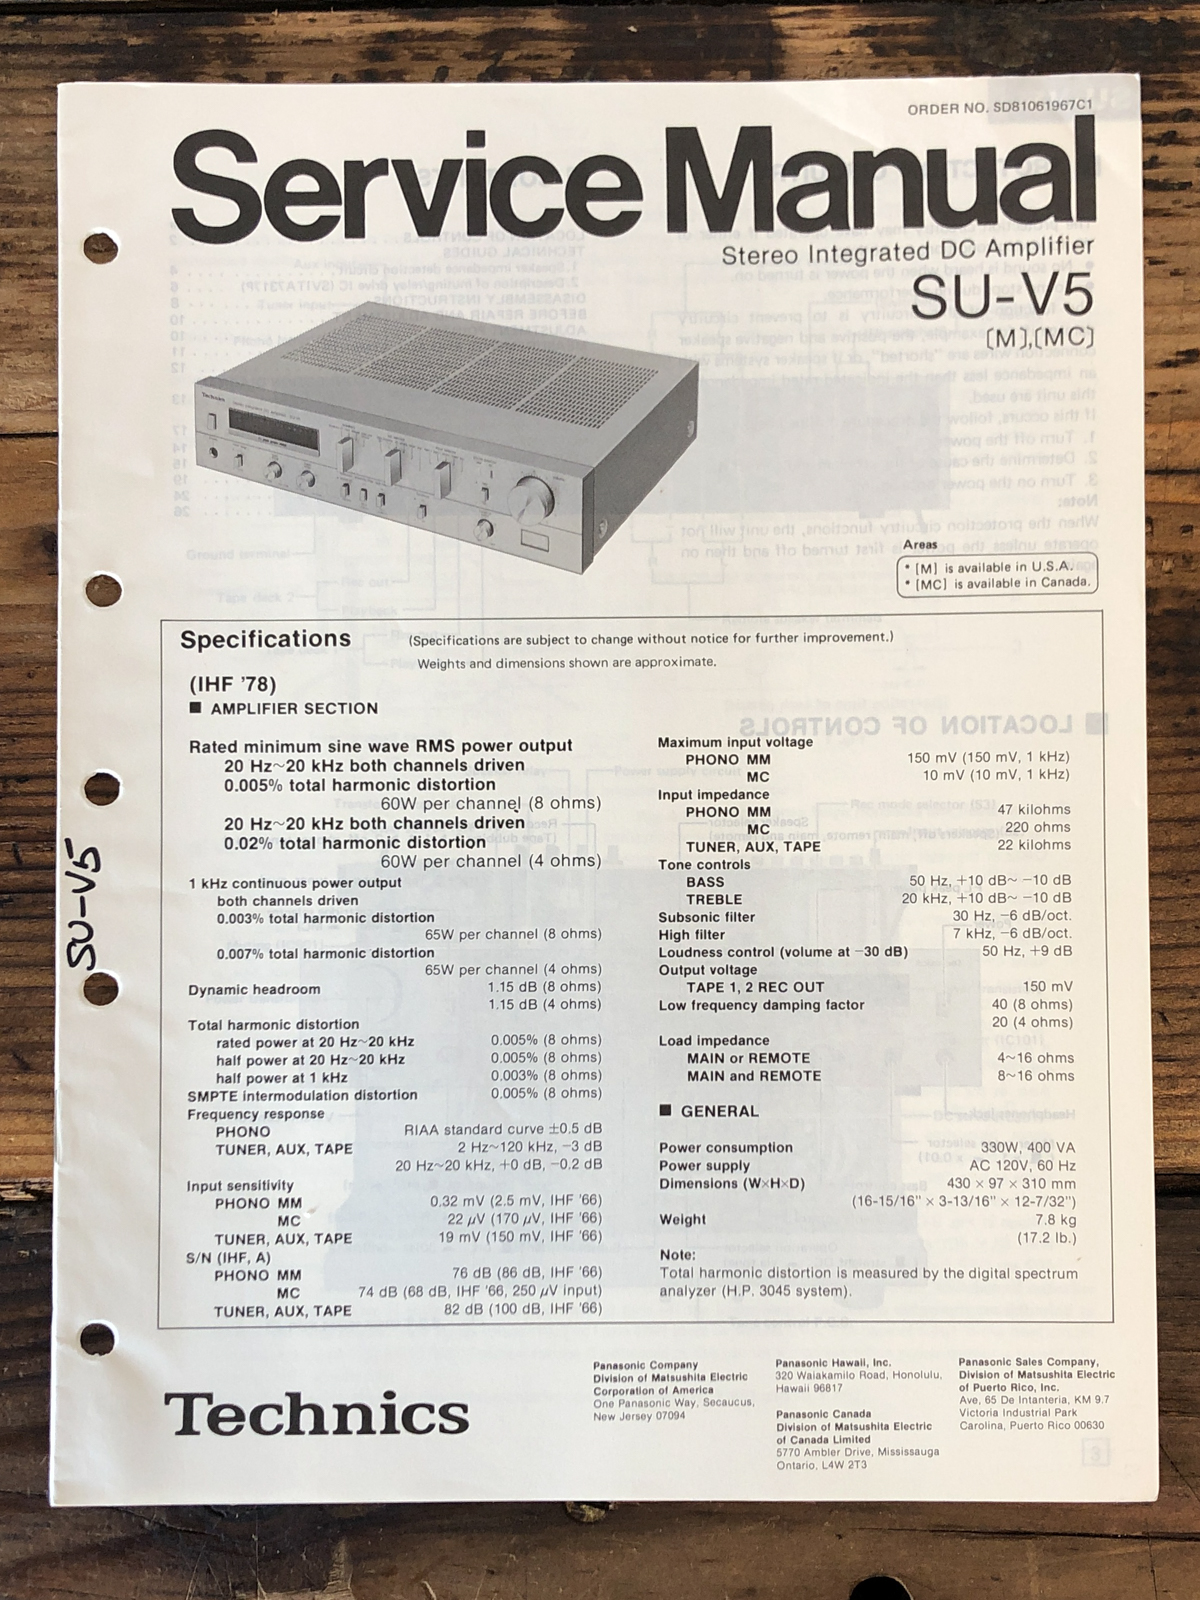 ORDER NO. SD81061967C1
Service Manual
Stereo Integrated DC Amplifier
SU-V5
[M],[MC]
Technics
Areas
* [M] is available in U.S.A.
* [MC] is available in Canada.
Specifications (Specifications are subject to change without notice for further improvement.)
Weights and dimensions shown are approximate.
(IHF '78)
■ AMPLIFIER SECTION
Rated minimum sine wave RMS power output
20 Hz~20 kHz both channels driven
0.005% total harmonic distortion
60W per channel (8 ohms)
20 Hz~20 kHz both channels driven
0.02% total harmonic distortion
60W per channel (4 ohms)
1 kHz continuous power output
both channels driven
0.003% total harmonic distortion
65W per channel (8 ohms)
0.007% total harmonic distortion
65W per channel (4 ohms)
Dynamic headroom 1.15 dB (8 ohms)
1.15 dB (4 ohms)
Total harmonic distortion
rated power at 20 Hz~20 kHz 0.005% (8 ohms)
half power at 20 Hz~20 kHz 0.005% (8 ohms)
half power at 1 kHz 0.003% (8 ohms)
SMPTE intermodulation distortion 0.005% (8 ohms)
Frequency response
PHONO RIAA standard curve ±0.5 dB
TUNER, AUX, TAPE 2 Hz~120 kHz, −3 dB
20 Hz~20 kHz, +0 dB, −0.2 dB
Input sensitivity
PHONO MM 0.32 mV (2.5 mV, IHF '66)
MC 22 µV (170 µV, IHF '66)
TUNER, AUX, TAPE 19 mV (150 mV, IHF '66)
S/N (IHF, A)
PHONO MM 76 dB (86 dB, IHF '66)
MC 74 dB (68 dB, IHF '66, 250 µV input)
TUNER, AUX, TAPE 82 dB (100 dB, IHF '66)
Maximum input voltage
PHONO MM 150 mV (150 mV, 1 kHz)
MC 10 mV (10 mV, 1 kHz)
Input impedance
PHONO MM 47 kilohms
MC 220 ohms
TUNER, AUX, TAPE 22 kilohms
Tone controls
BASS 50 Hz, +10 dB~ −10 dB
TREBLE 20 kHz, +10 dB~ −10 dB
Subsonic filter 30 Hz, −6 dB/oct.
High filter 7 kHz, −6 dB/oct.
Loudness control (volume at −30 dB) 50 Hz, +9 dB
Output voltage
TAPE 1, 2 REC OUT 150 mV
Low frequency damping factor 40 (8 ohms)
20 (4 ohms)
Load impedance
MAIN or REMOTE 4~16 ohms
MAIN and REMOTE 8~16 ohms
■ GENERAL
Power consumption 330W, 400 VA
Power supply AC 120V, 60 Hz
Dimensions (W×H×D) 430 × 97 × 310 mm
(16-15/16" × 3-13/16" × 12-7/32")
Weight 7.8 kg
(17.2 lb.)
Note:
Total harmonic distortion is measured by the digital spectrum
analyzer (H.P. 3045 system).
SU-V5
Technics
Panasonic Company
Division of Matsushita Electric
Corporation of America
One Panasonic Way, Secaucus,
New Jersey 07094
Panasonic Hawaii, Inc.
320 Waiakamilo Road, Honolulu,
Hawaii 96817
Panasonic Canada
Division of Matsushita Electric
of Canada Limited
5770 Ambler Drive, Mississauga
Ontario, L4W 2T3
Panasonic Sales Company,
Division of Matsushita Electric
of Puerto Rico, Inc.
Ave, 65 De Intanteria, KM 9.7
Victoria Industrial Park
Carolina, Puerto Rico 00630